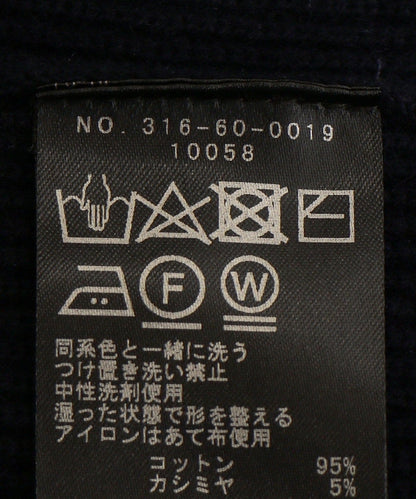 NO. 316-60-0019
10058
F W
同系色と一緒に洗う
つけ置き洗い禁止
中性洗剤使用
湿った状態で形を整える
アイロンはあて布使用
コットン 95%
カシミヤ 5%